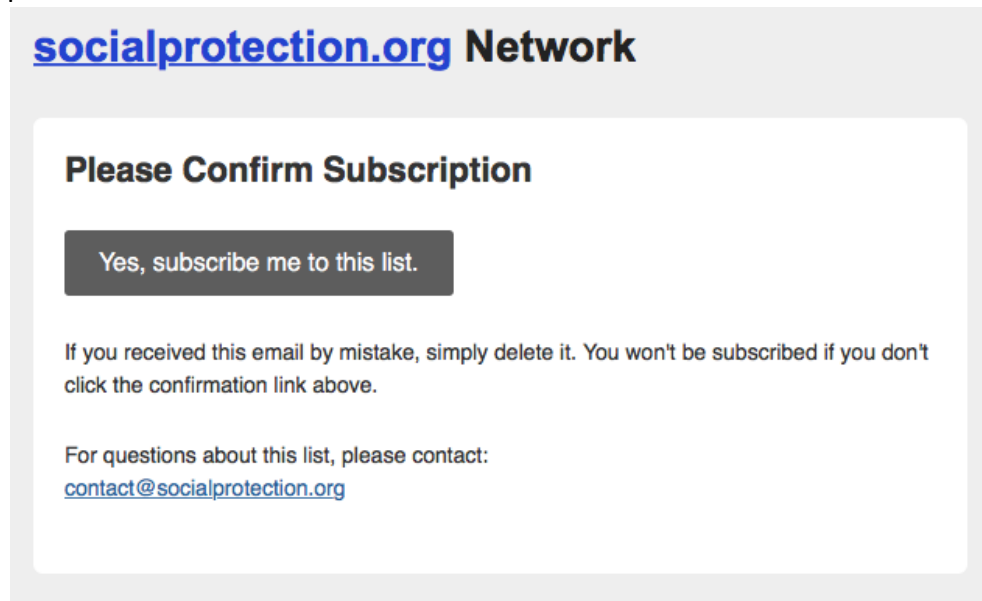 socialprotection.org Network
Please Confirm Subscription
Yes, subscribe me to this list.
If you received this email by mistake, simply delete it. You won't be subscribed if you don't
click the confirmation link above.
For questions about this list, please contact:
contact@socialprotection.org